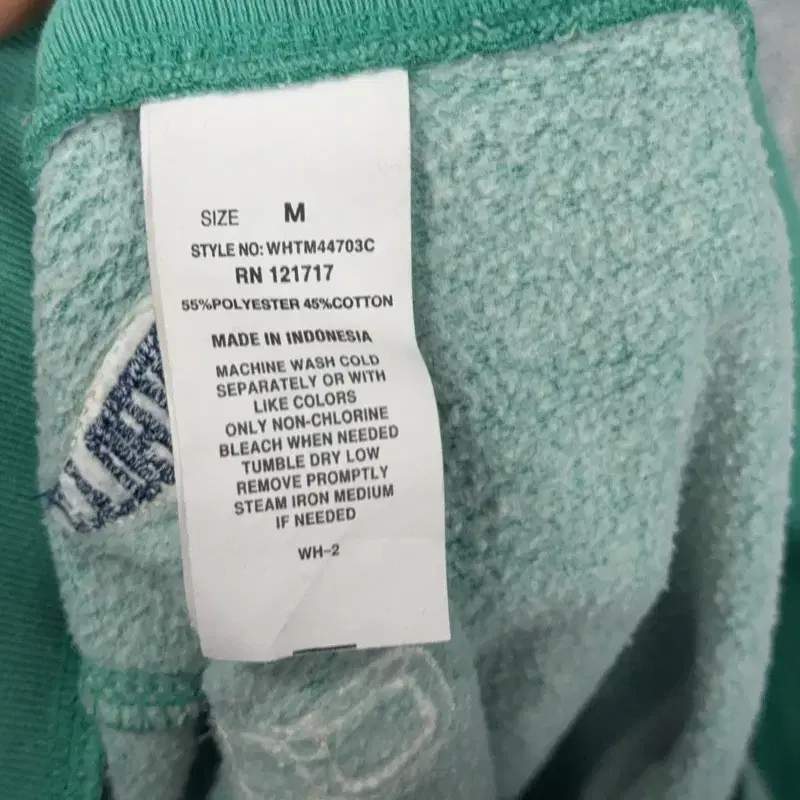 SIZE M
STYLE NO: WHTM44703C
RN 121717
55%POLYESTER 45%COTTON
MADE IN INDONESIA
MACHINE WASH COLD
SEPARATELY OR WITH
LIKE COLORS
ONLY NON-CHLORINE
BLEACH WHEN NEEDED
TUMBLE DRY LOW
REMOVE PROMPTLY
STEAM IRON MEDIUM
IF NEEDED
WH-2